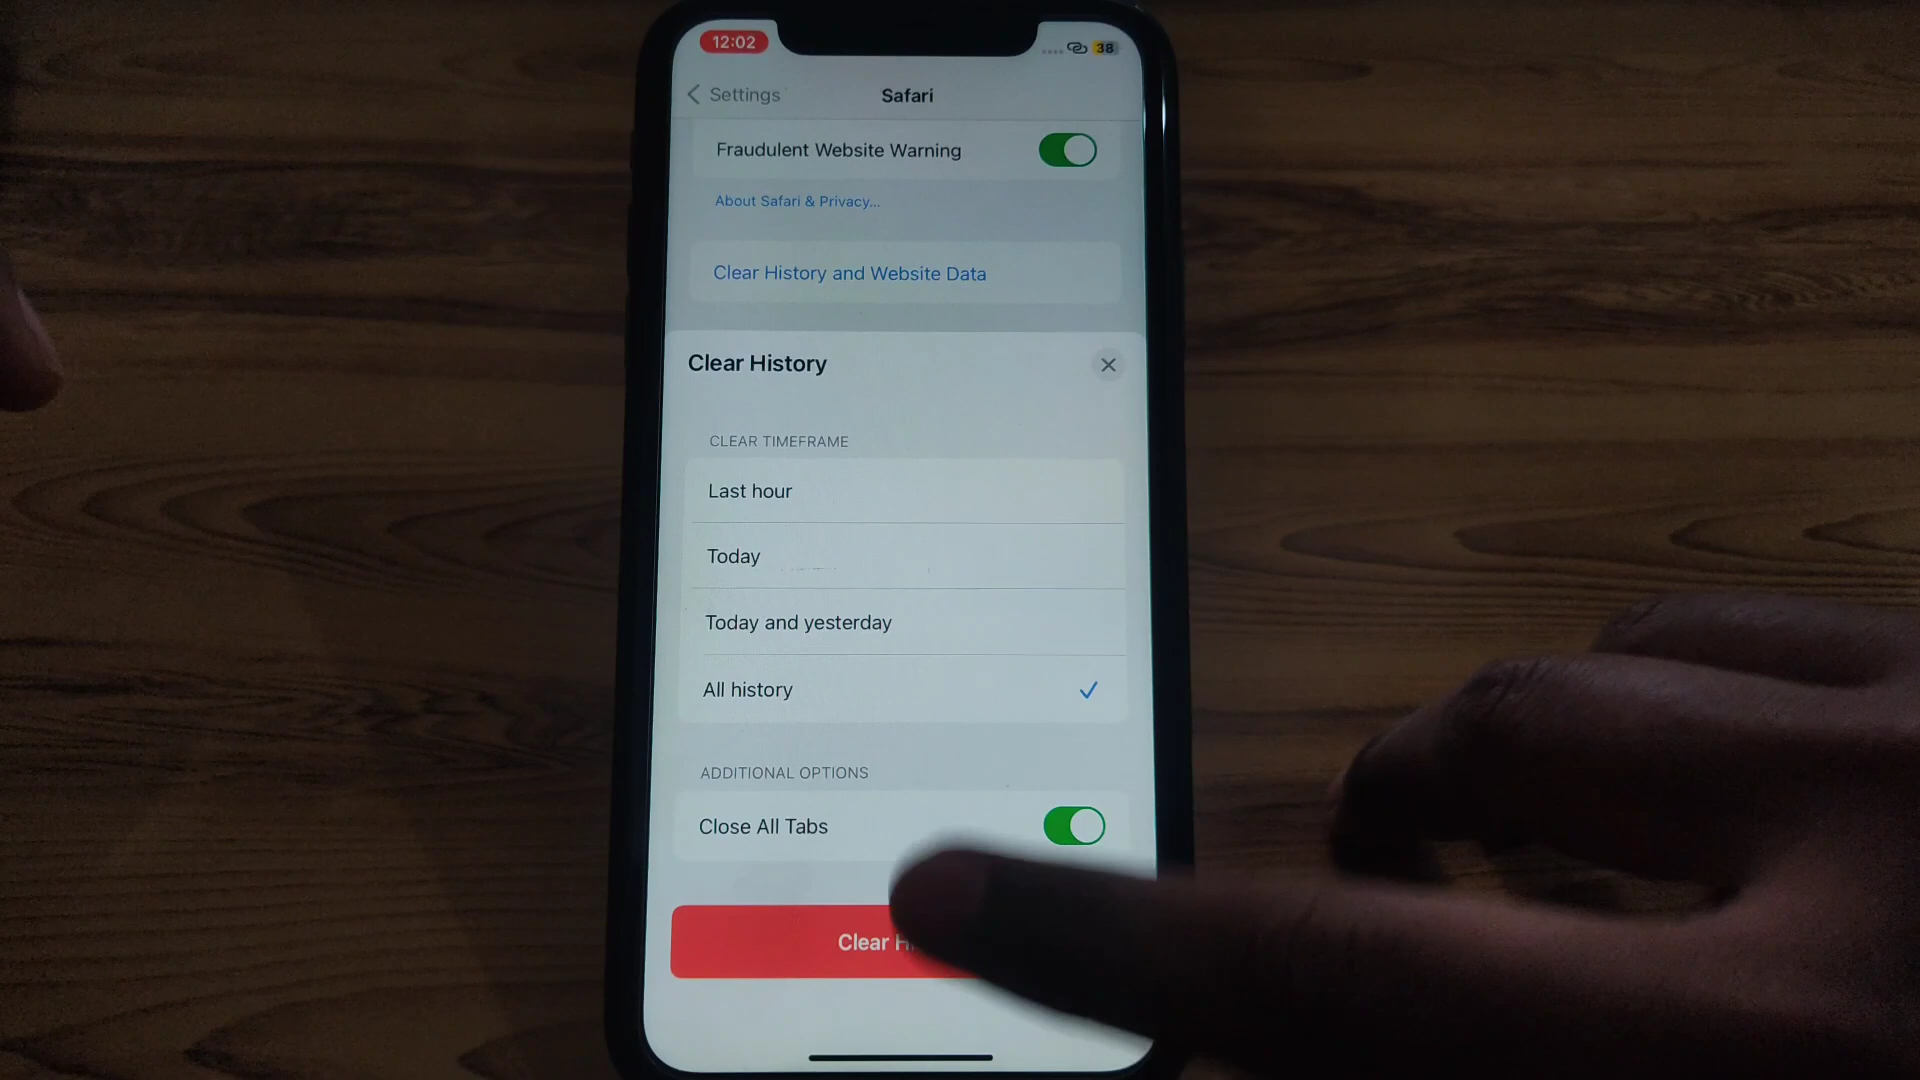 12:02
38
Settings
Safari
Fraudulent Website Warning
About Safari & Privacy...
Clear History and Website Data
Clear History
CLEAR TIMEFRAME
Last hour
Today
Today and yesterday
All history
ADDITIONAL OPTIONS
Close All Tabs
Clear